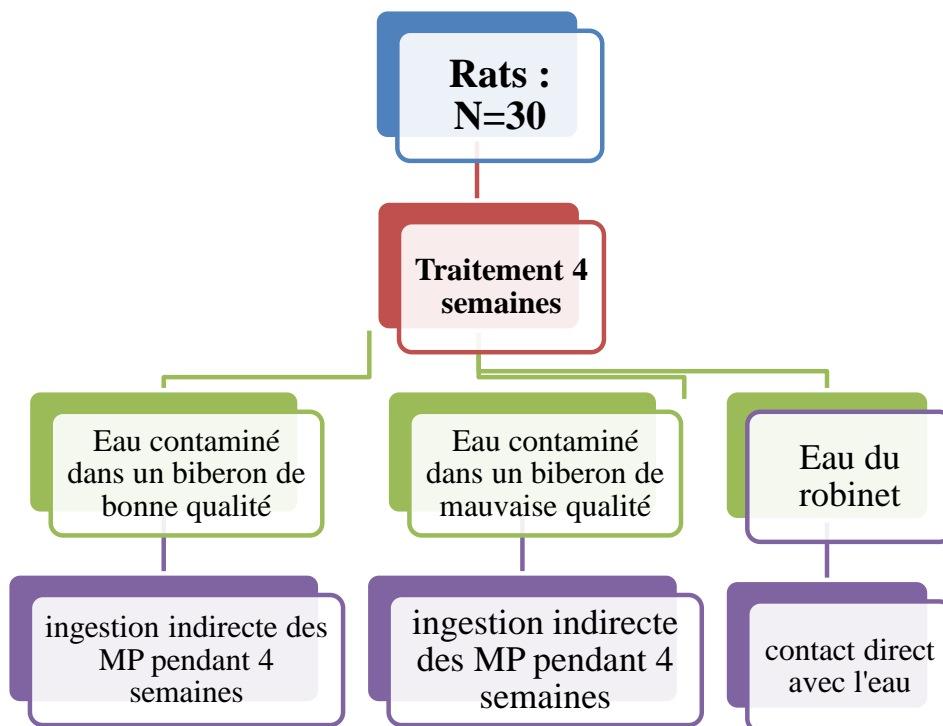 Rats :
N=30
Traitement 4
semaines
Eau contaminé
dans un biberon de
bonne qualité
Eau contaminé
dans un biberon de
mauvaise qualité
Eau du
robinet
ingestion indirecte des
MP pendant 4
semaines
ingestion indirecte
des MP pendant 4
semaines
contact direct
avec l'eau